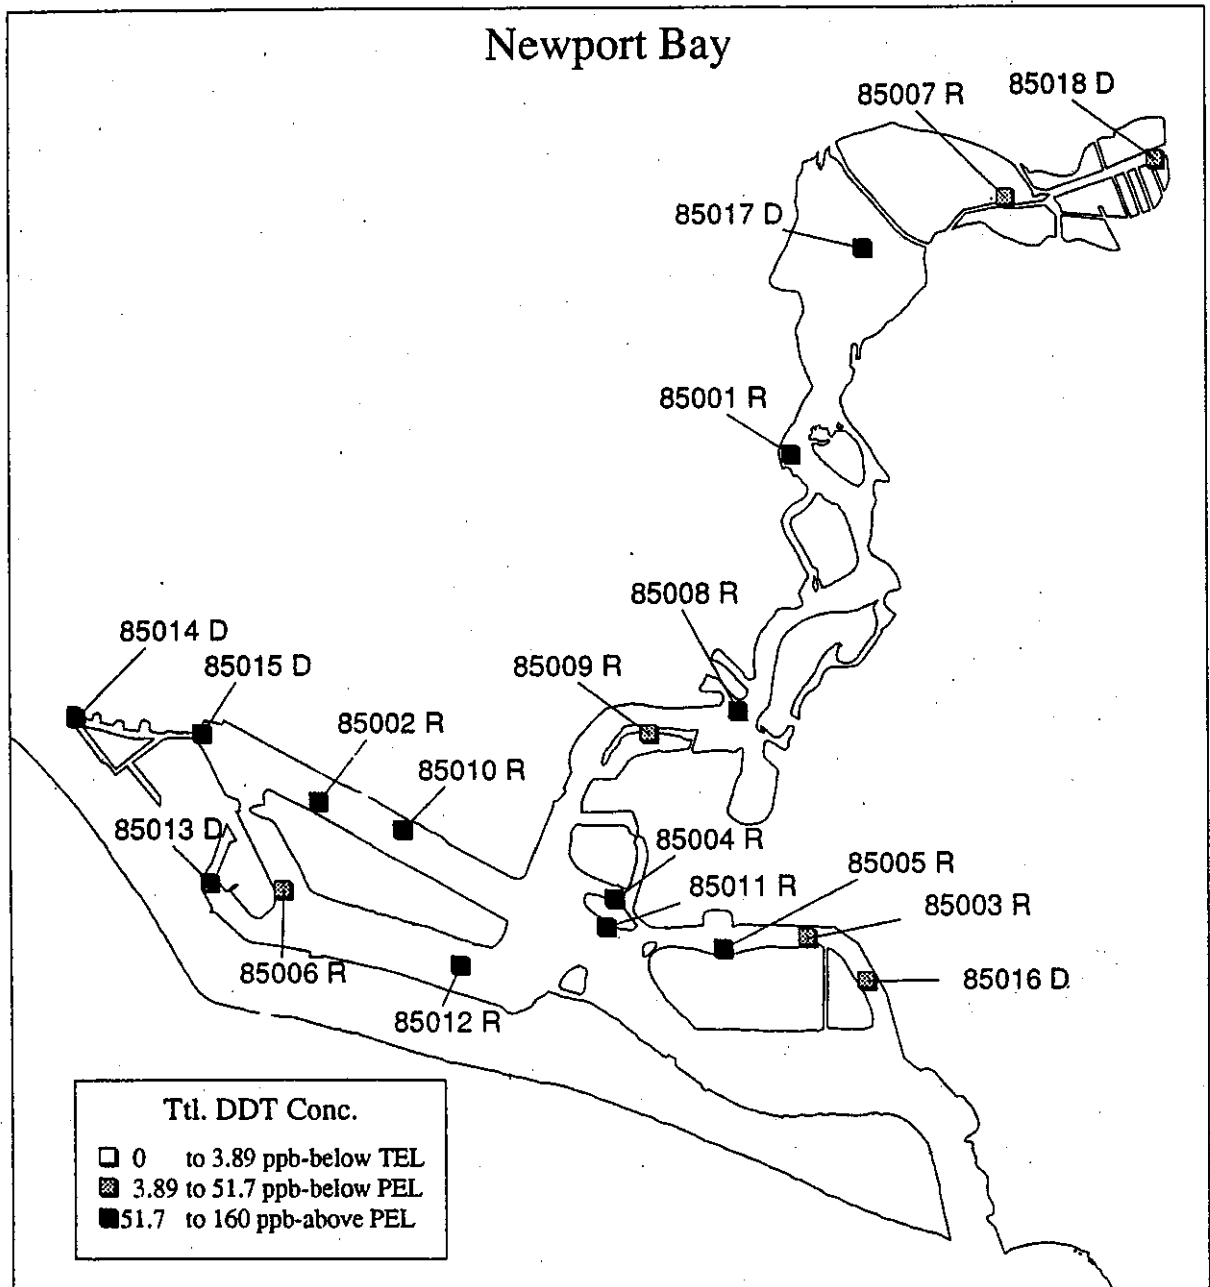 Newport Bay
85018 D
85007 R
85017 D
85001 R
85008 R
85014 D
85015 D
85009 R
85002 R
85010 R
85013 D
85004 R
85005 R
85011 R
85003 R
85006 R
85016 D
85012 R
Ttl. DDT Conc.
0 to 3.89 ppb-below TEL
3.89 to 51.7 ppb-below PEL
51.7 to 160 ppb-above PEL